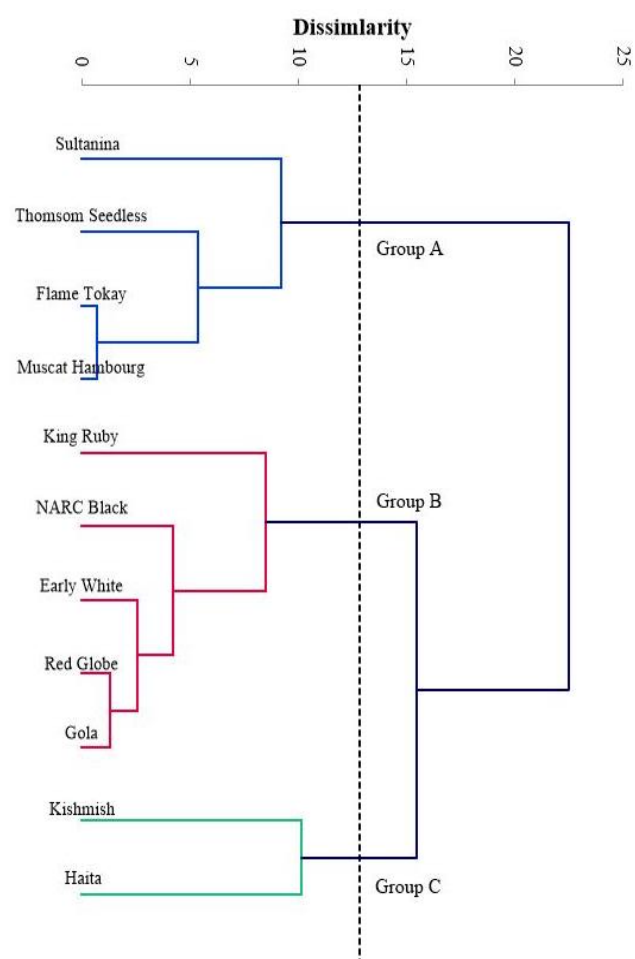 Dissimlarity
0 5 10 15 20 25
Sultanina
Thomsom Seedless
Group A
Flame Tokay
Muscat Hambourg
King Ruby
Group B
NARC Black
Early White
Red Globe
Gola
Kishmish
Haita
Group C